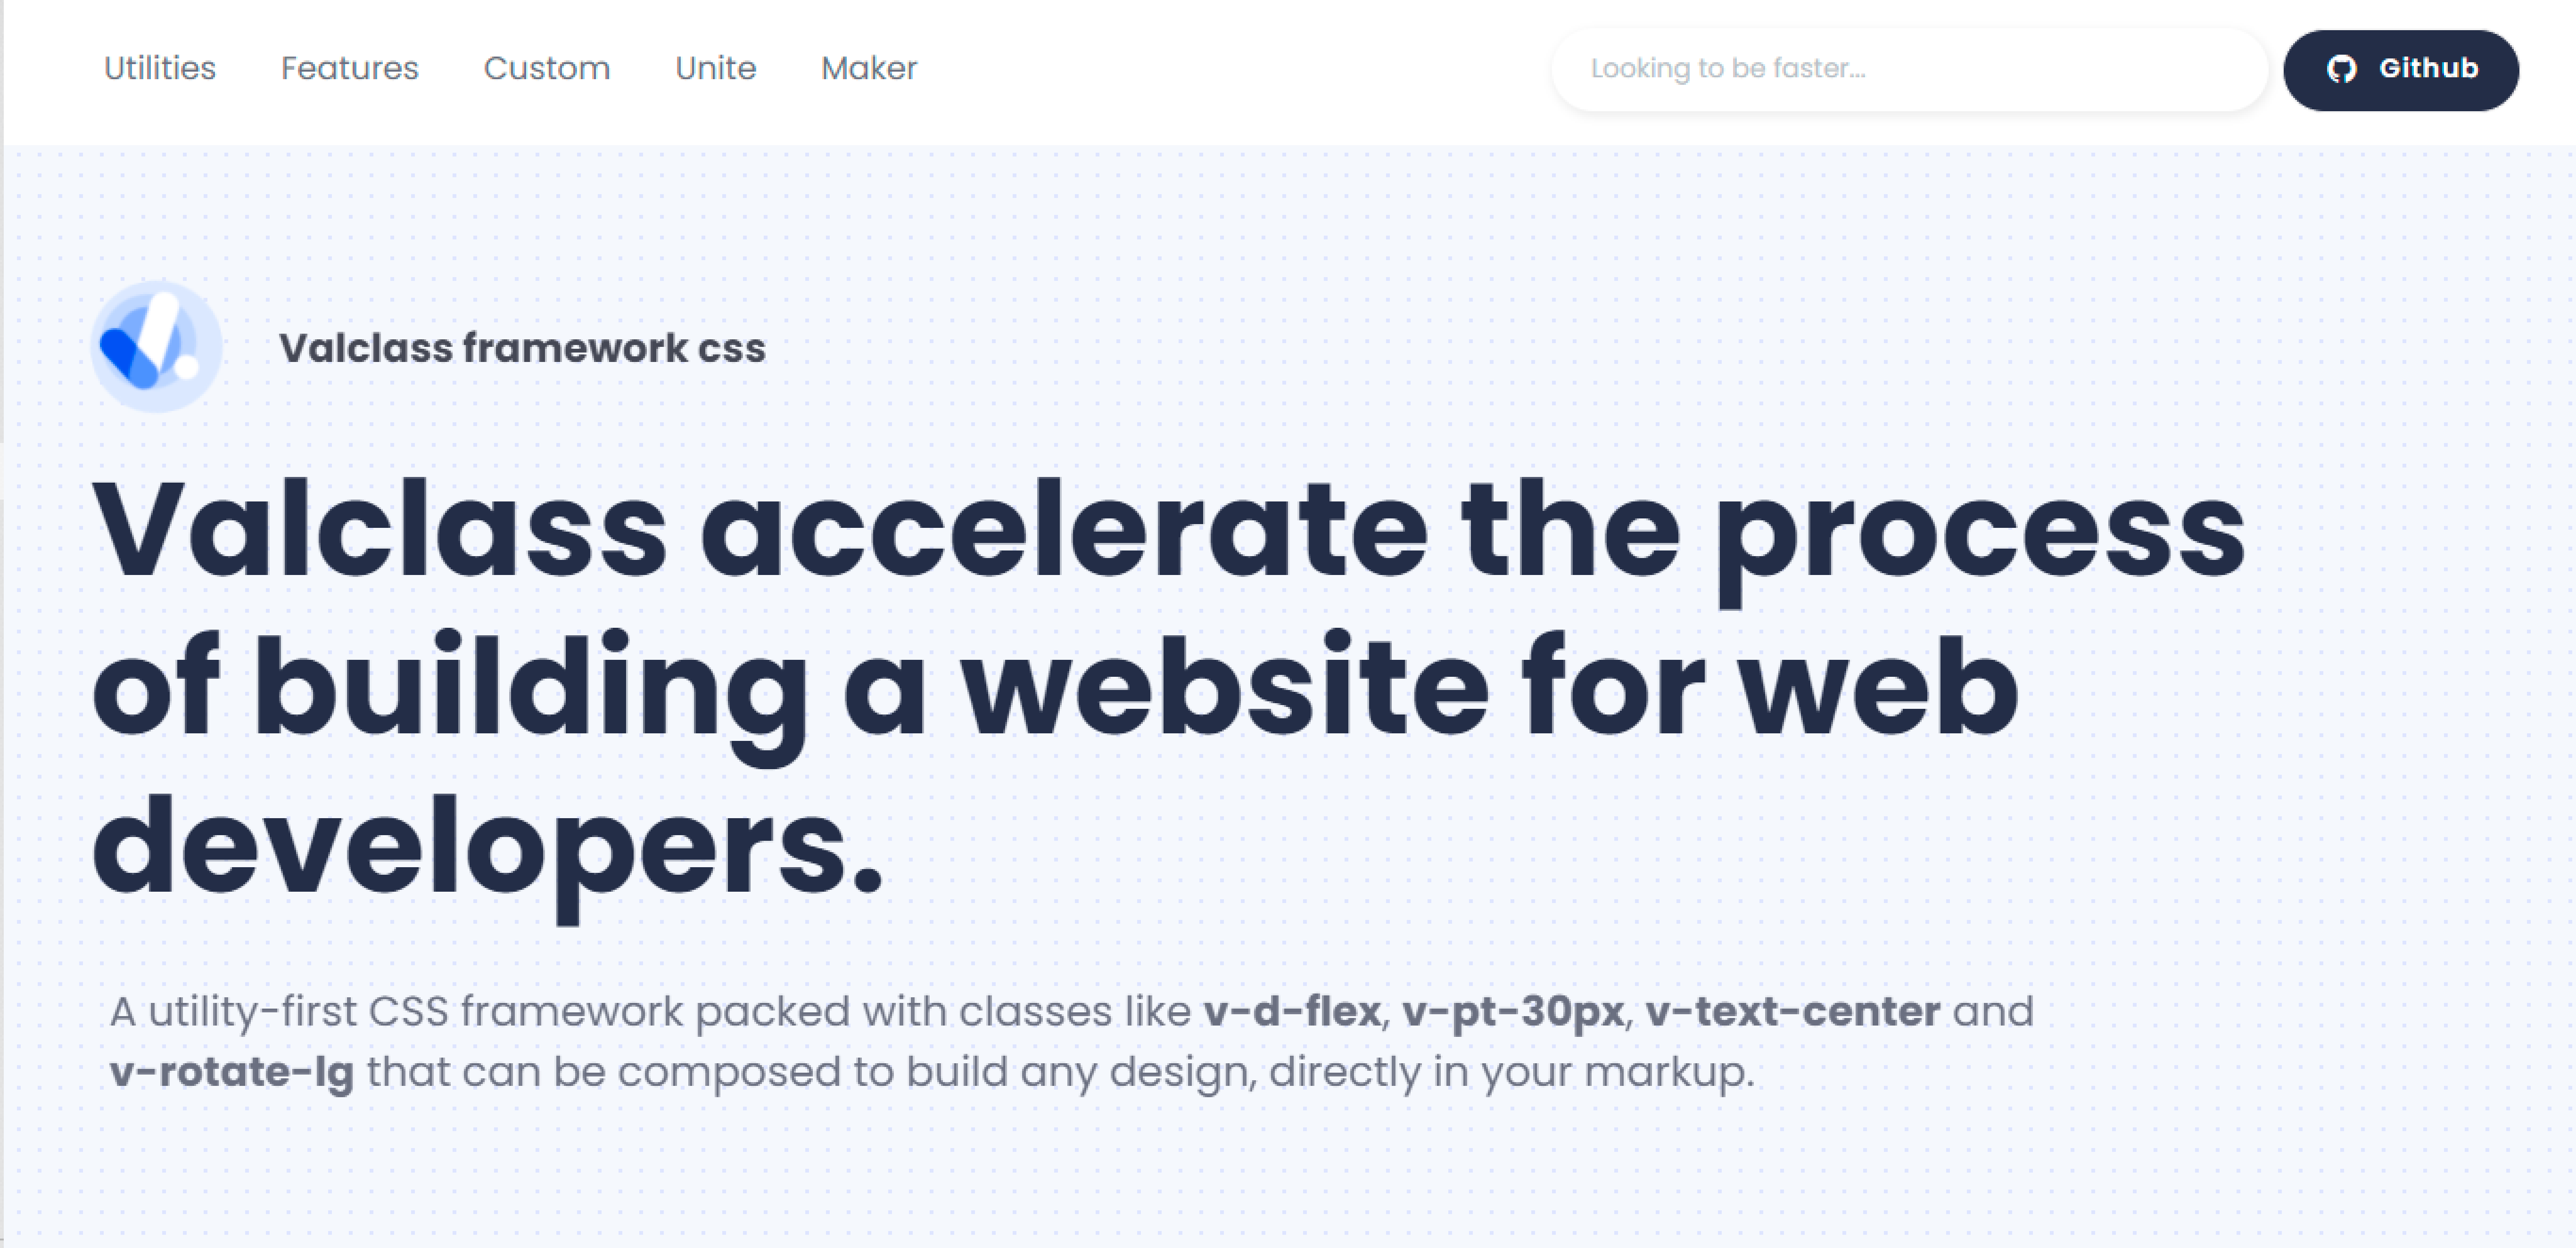 Utilities Features Custom Unite Maker Looking to be faster... Github
Valclass framework css
Valclass accelerate the process
of building a website for web
developers.
A utility-first CSS framework packed with classes like v-d-flex, v-pt-30px, v-text-center and
v-rotate-lg that can be composed to build any design, directly in your markup.